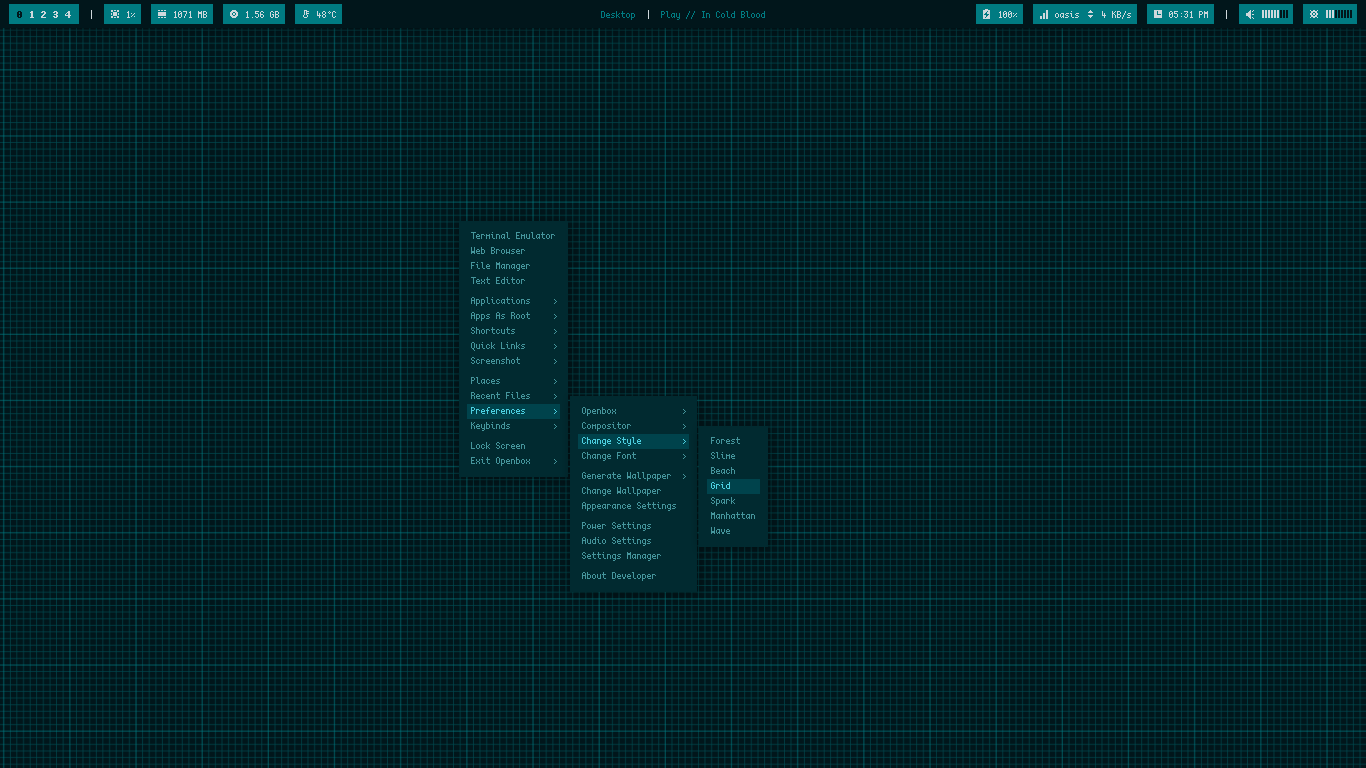 0 1 2 3 4 | 1% 1071 MB 1.56 GB 48°C Desktop | Play // In Cold Blood 100% oasis 4 KB/s 05:31 PM |
Terminal Emulator
Web Browser
File Manager
Text Editor
Applications >
Apps As Root >
Shortcuts >
Quick Links >
Screenshot >
Places >
Recent Files >
Preferences >
Keybinds >
Lock Screen
Exit Openbox >
Openbox >
Compositor >
Change Style >
Change Font >
Generate Wallpaper >
Change Wallpaper
Appearance Settings
Power Settings
Audio Settings
Settings Manager
About Developer
Forest
Slime
Beach
Grid
Spark
Manhattan
Wave